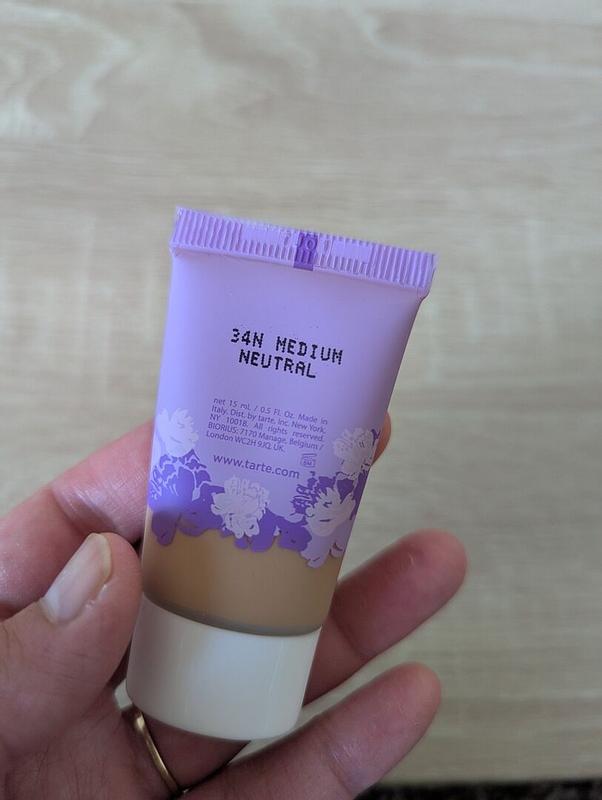 34N MEDIUM
NEUTRAL
net 15 mL / 0.5 Fl. Oz. Made in
Italy. Dist. by tarte, inc. New York,
NY 10018. All rights reserved.
BIORIUS: 7170 Manage, Belgium /
London WC2H 9JQ, UK.
www.tarte.com
6M